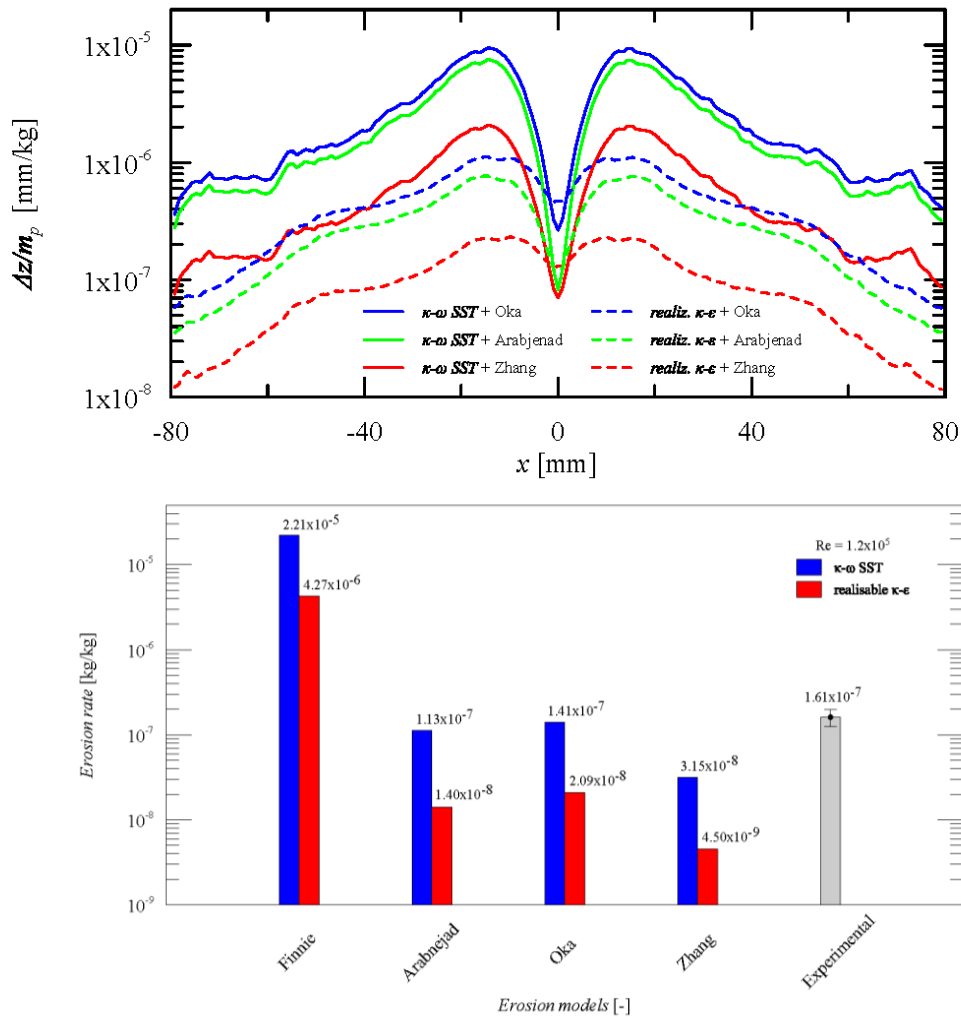 1x10-5
1x10-6
1x10-7
1x10-8
Δz/mp [mm/kg]
κ-ω SST + Oka
realiz. κ-ε + Oka
κ-ω SST + Arabjenad
realiz. κ-ε + Arabjenad
κ-ω SST + Zhang
realiz. κ-ε + Zhang
-80 -40 0 40 80
x [mm]
Erosion rate [kg/kg]
10-5
10-6
10-7
10-8
10-9
Re = 1.2x105
κ-ω SST
realisable κ-ε
2.21x10-5
4.27x10-6
1.13x10-7
1.40x10-8
1.41x10-7
2.09x10-8
3.15x10-8
4.50x10-9
1.61x10-7
Finnie
Arabnejad
Oka
Zhang
Experimental
Erosion models [-]